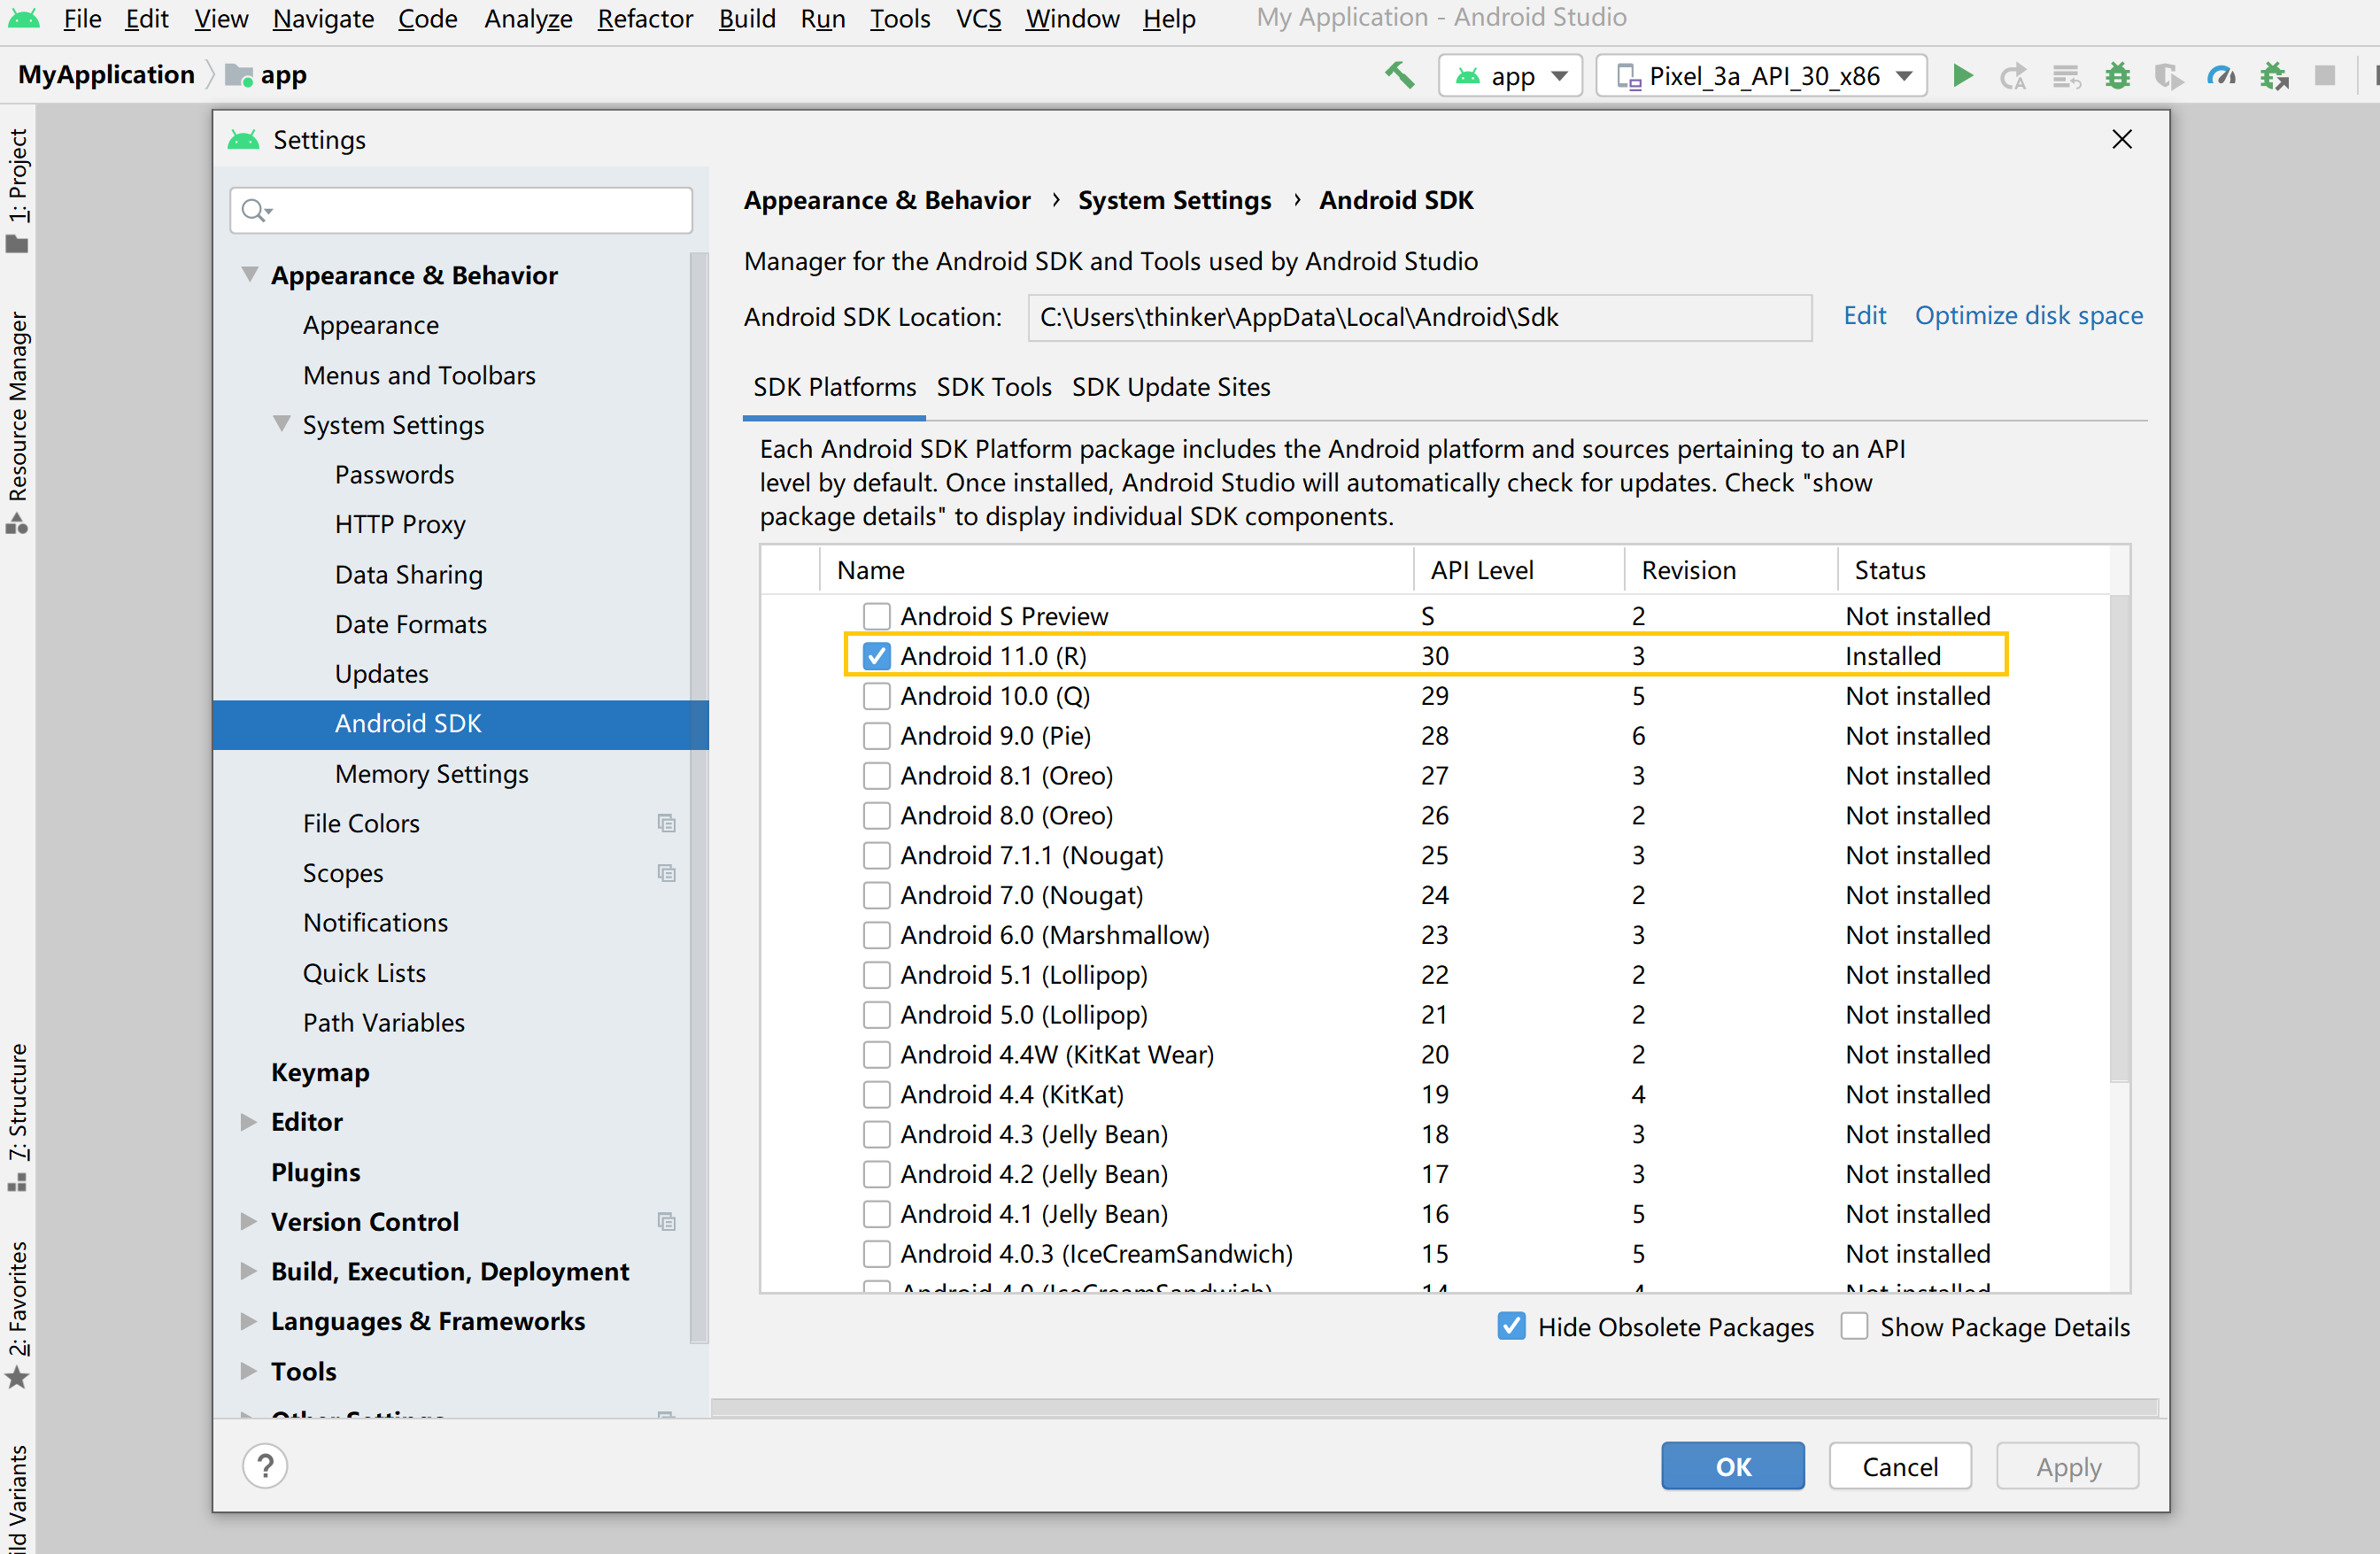 File Edit View Navigate Code Analyze Refactor Build Run Tools VCS Window Help My Application - Android Studio
MyApplication app app Pixel_3a_API_30_x86
1: Project
Resource Manager
7: Structure
2: Favorites
Settings
Appearance & Behavior
Appearance
Menus and Toolbars
System Settings
Passwords
HTTP Proxy
Data Sharing
Date Formats
Updates
Android SDK
Memory Settings
File Colors
Scopes
Notifications
Quick Lists
Path Variables
Keymap
Editor
Plugins
Version Control
Build, Execution, Deployment
Languages & Frameworks
Tools
Other Settings
Appearance & Behavior › System Settings › Android SDK
Manager for the Android SDK and Tools used by Android Studio
Android SDK Location: C:\Users\thinker\AppData\Local\Android\Sdk Edit Optimize disk space
SDK Platforms SDK Tools SDK Update Sites
Each Android SDK Platform package includes the Android platform and sources pertaining to an API
level by default. Once installed, Android Studio will automatically check for updates. Check "show
package details" to display individual SDK components.
Name API Level Revision Status
Android S Preview S 2 Not installed
Android 11.0 (R) 30 3 Installed
Android 10.0 (Q) 29 5 Not installed
Android 9.0 (Pie) 28 6 Not installed
Android 8.1 (Oreo) 27 3 Not installed
Android 8.0 (Oreo) 26 2 Not installed
Android 7.1.1 (Nougat) 25 3 Not installed
Android 7.0 (Nougat) 24 2 Not installed
Android 6.0 (Marshmallow) 23 3 Not installed
Android 5.1 (Lollipop) 22 2 Not installed
Android 5.0 (Lollipop) 21 2 Not installed
Android 4.4W (KitKat Wear) 20 2 Not installed
Android 4.4 (KitKat) 19 4 Not installed
Android 4.3 (Jelly Bean) 18 3 Not installed
Android 4.2 (Jelly Bean) 17 3 Not installed
Android 4.1 (Jelly Bean) 16 5 Not installed
Android 4.0.3 (IceCreamSandwich) 15 5 Not installed
Android 4.0 (IceCreamSandwich) 14 4 Not installed
Hide Obsolete Packages Show Package Details
? OK Cancel Apply
ild Variants